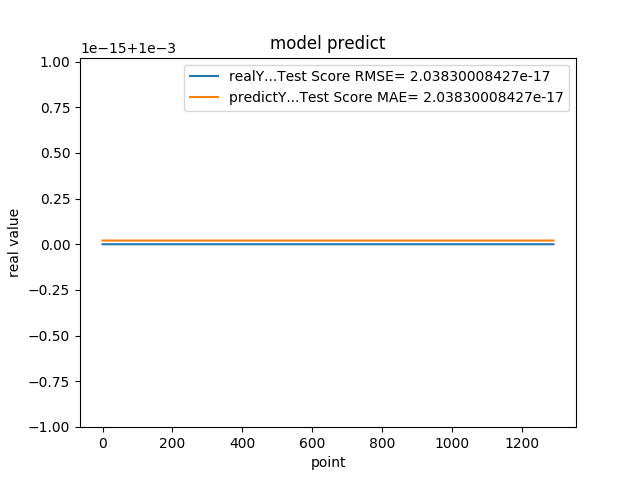 model predict
1e−15+1e−3
realY...Test Score RMSE= 2.03830008427e-17
predictY...Test Score MAE= 2.03830008427e-17
1.00
0.75
0.50
0.25
0.00
−0.25
−0.50
−0.75
−1.00
real value
0 200 400 600 800 1000 1200
point